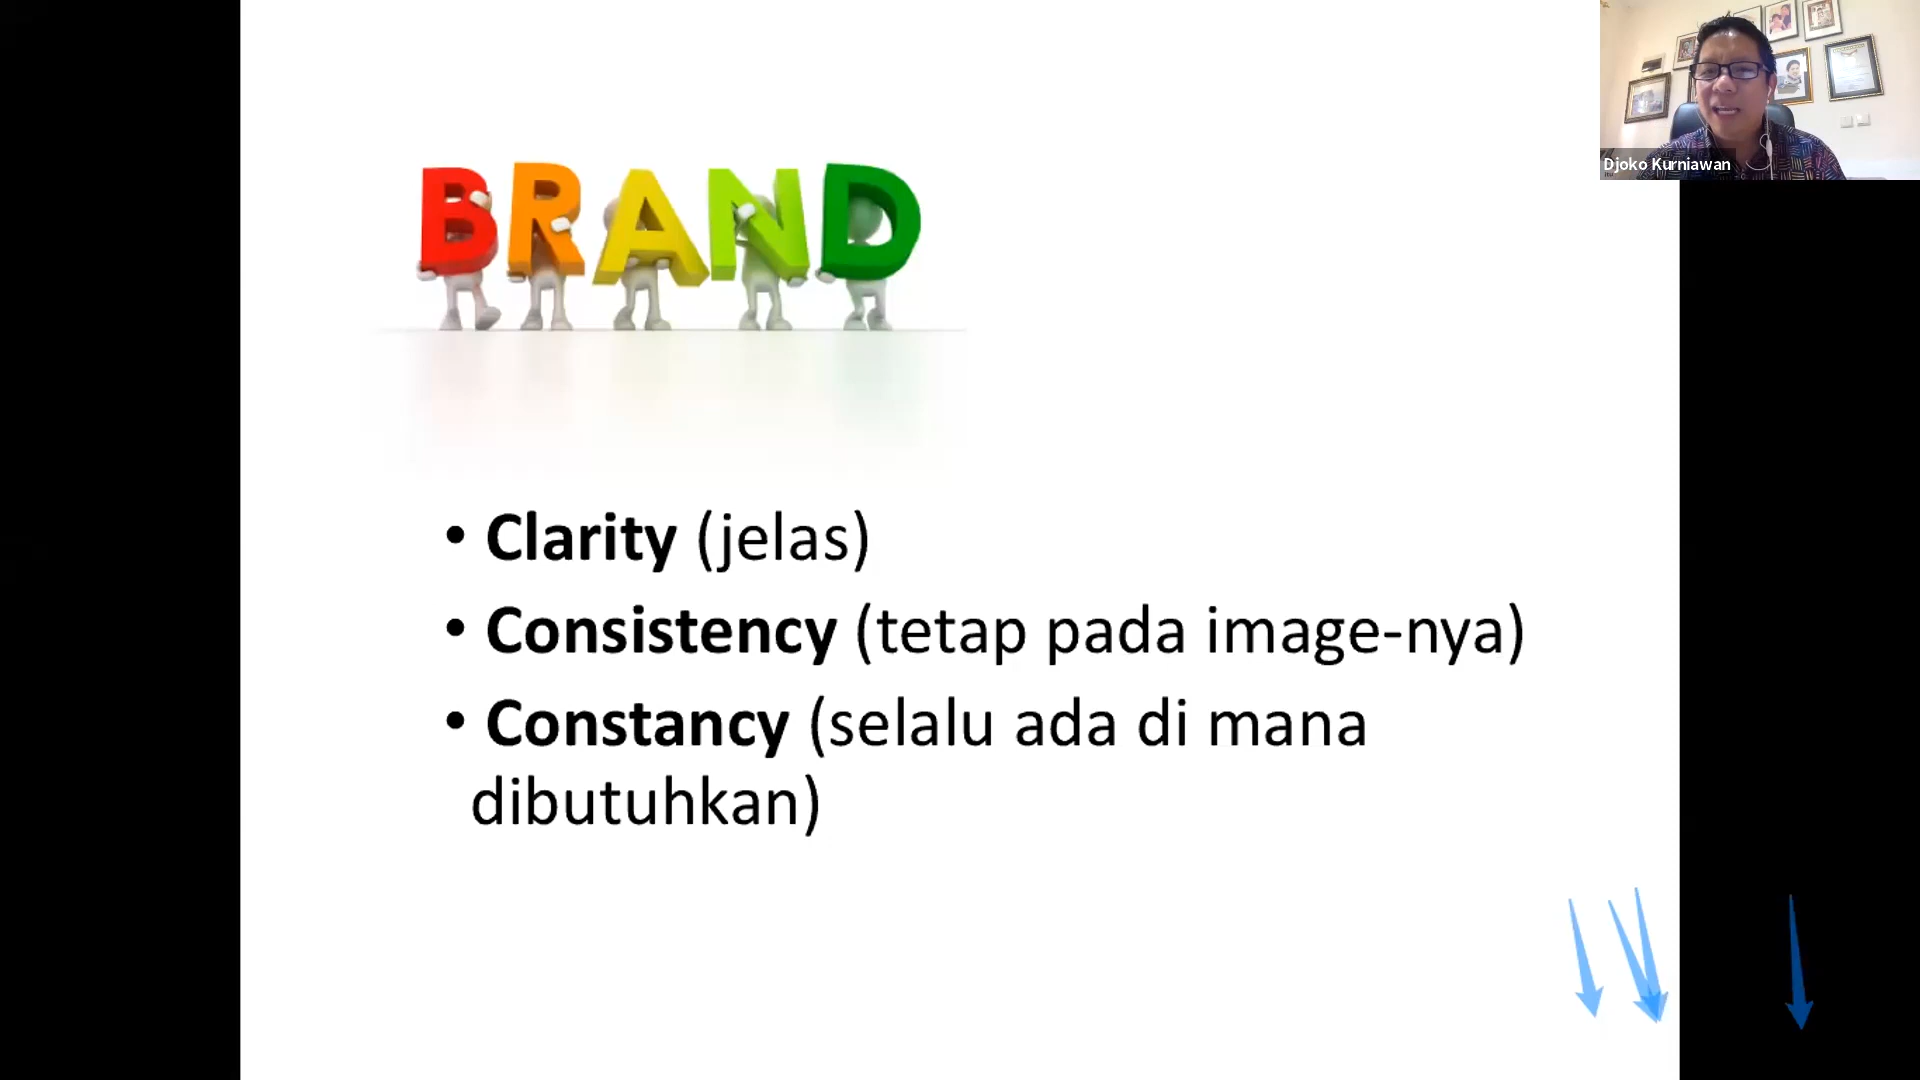 BRAND
Djoko Kurniawan
• Clarity (jelas)
• Consistency (tetap pada image-nya)
• Constancy (selalu ada di mana
dibutuhkan)